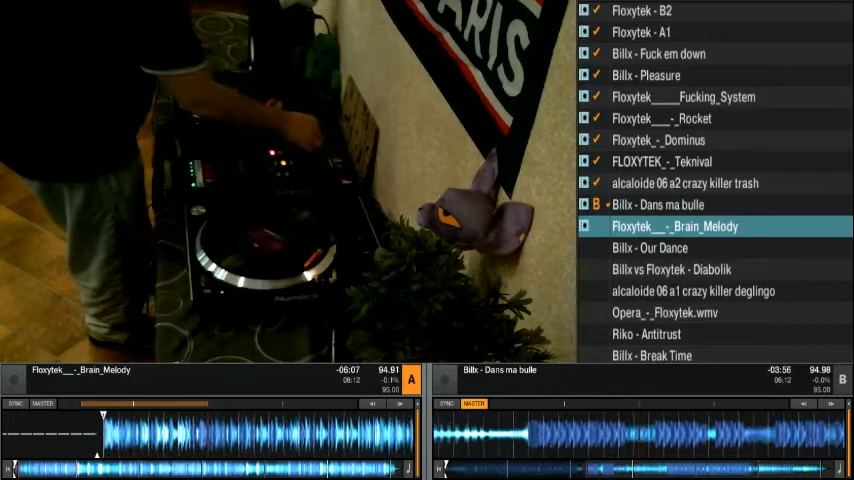 PARIS
Floxytek - B2
Floxytek - A1
Billx - Fuck em down
Billx - Pleasure
Floxytek_____Fucking_System
Floxytek___-_Rocket
Floxytek_-_Dominus
FLOXYTEK_-_Teknival
alcaloide 06 a2 crazy killer trash
B Billx - Dans ma bulle
Floxytek__-_Brain_Melody
Billx - Our Dance
Billx vs Floxytek - Diabolik
alcaloide 06 a1 crazy killer deglingo
Opera_-_Floxytek.wmv
Riko - Antitrust
Billx - Break Time
Floxytek__-_Brain_Melody -06:07 94.91 A
06:12 -0.1%
95.00
SYNC MASTER
Billx - Dans ma bulle -03:56 94.98 B
06:12 -0.0%
95.00
SYNC MASTER